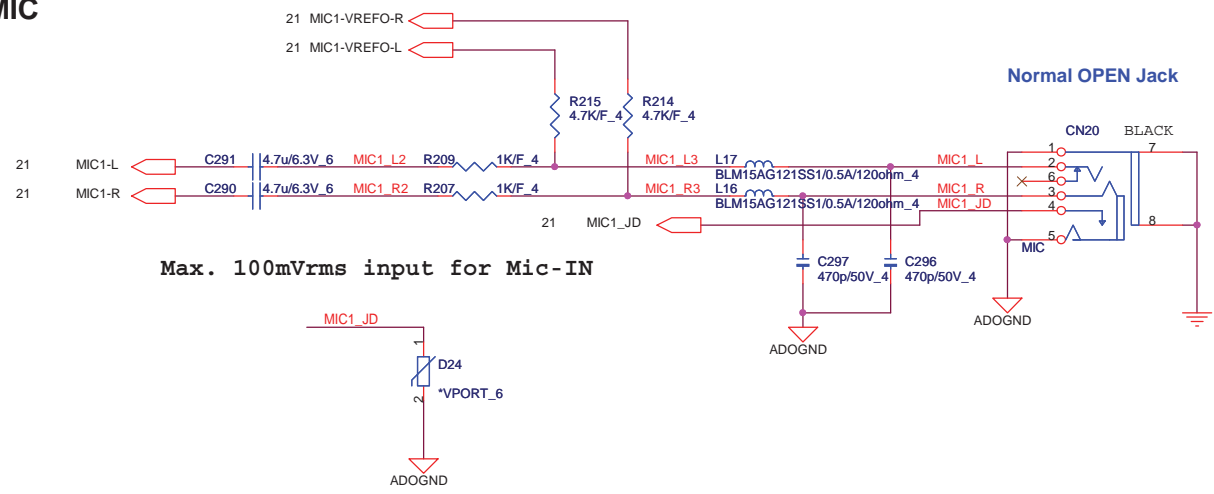 MIC
21 MIC1-VREFO-R
21 MIC1-VREFO-L
Normal OPEN Jack
R215
4.7K/F_4
R214
4.7K/F_4
CN20 BLACK
21 MIC1-L C291 4.7u/6.3V_6 MIC1_L2 R209 1K/F_4 MIC1_L3 L17 MIC1_L
BLM15AG121SS1/0.5A/120ohm_4
21 MIC1-R C290 4.7u/6.3V_6 MIC1_R2 R207 1K/F_4 MIC1_R3 L16 MIC1_R
BLM15AG121SS1/0.5A/120ohm_4
MIC1_JD
21 MIC1_JD
1
2
6
3
4
5
7
8
MIC
Max. 100mVrms input for Mic-IN
C297
470p/50V_4
C296
470p/50V_4
ADOGND
ADOGND
MIC1_JD
1
D24
*VPORT_6
2
ADOGND